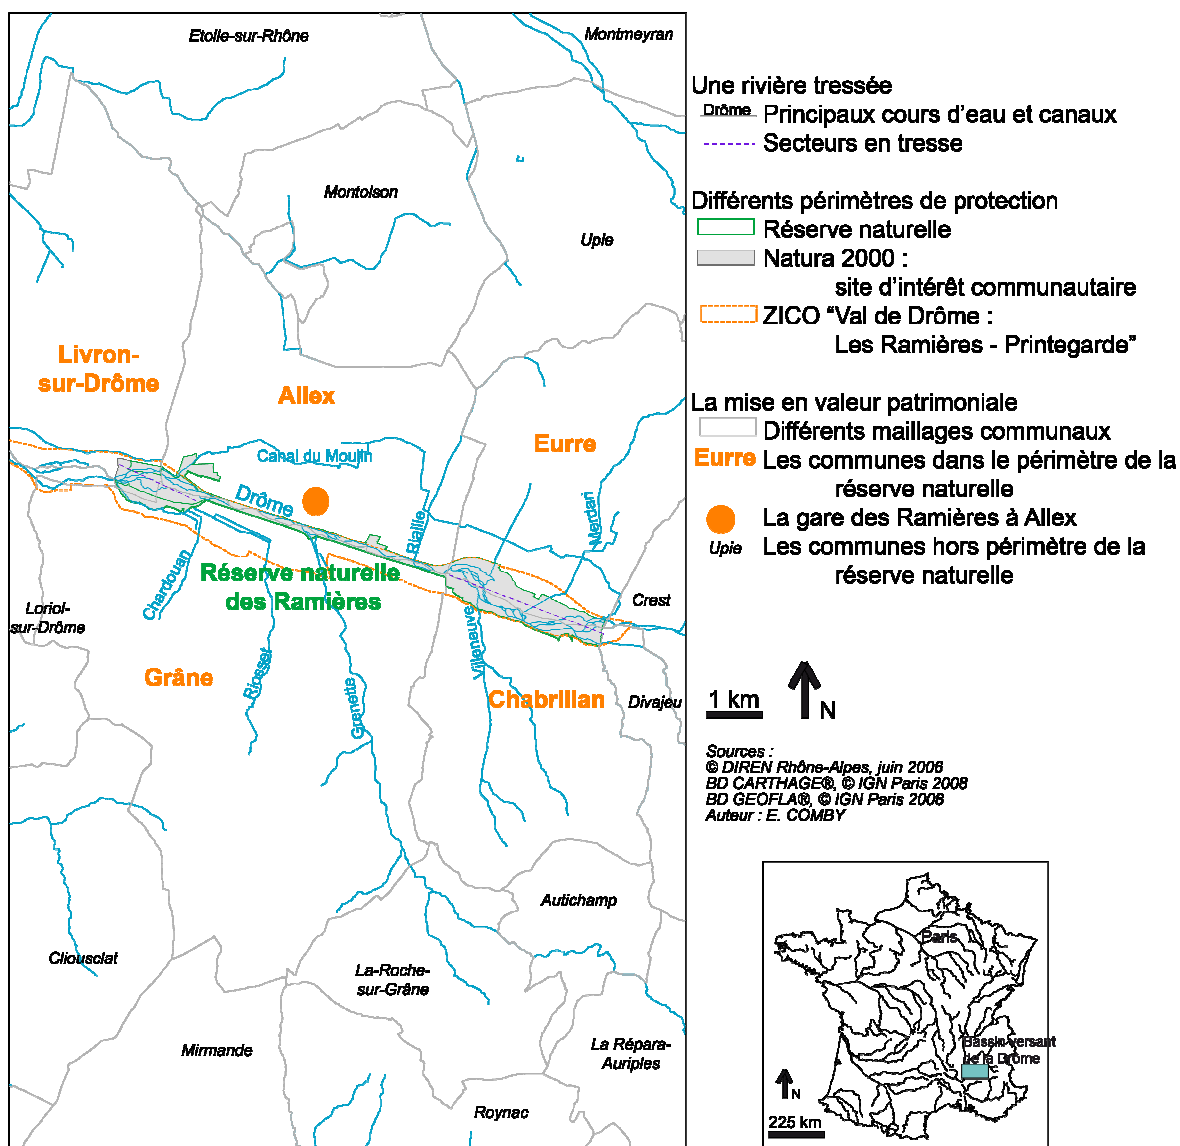 Etoile-sur-Rhône
Montmeyran
Montoison
Upie
Livron-
sur-Drôme
Allex
Eurre
Canal du Moulin
Drôme
Merdan
Riaille
Chardouan
Réserve naturelle
des Ramières
Loriol-
sur-Drôme
Crest
Grâne
Riosset
Grenette
Villeneuve
Chabrillan
Divajeu
Autichamp
Cliousclat
La-Roche-
sur-Grâne
Mirmande
La Répara-
Auriples
Roynac
Une rivière tressée
Drôme Principaux cours d'eau et canaux
Secteurs en tresse
Différents périmètres de protection
Réserve naturelle
Natura 2000 :
site d'intérêt communautaire
ZICO "Val de Drôme :
Les Ramières - Printegarde"
La mise en valeur patrimoniale
Différents maillages communaux
Eurre Les communes dans le périmètre de la
réserve naturelle
La gare des Ramières à Allex
Upie Les communes hors périmètre de la
réserve naturelle
1 km
N
Sources :
© DIREN Rhône-Alpes, juin 2006
BD CARTHAGE®, © IGN Paris 2008
BD GEOFLA®, © IGN Paris 2008
Auteur : E. COMBY
Paris
Bassin versant
de la Drôme
N
225 km